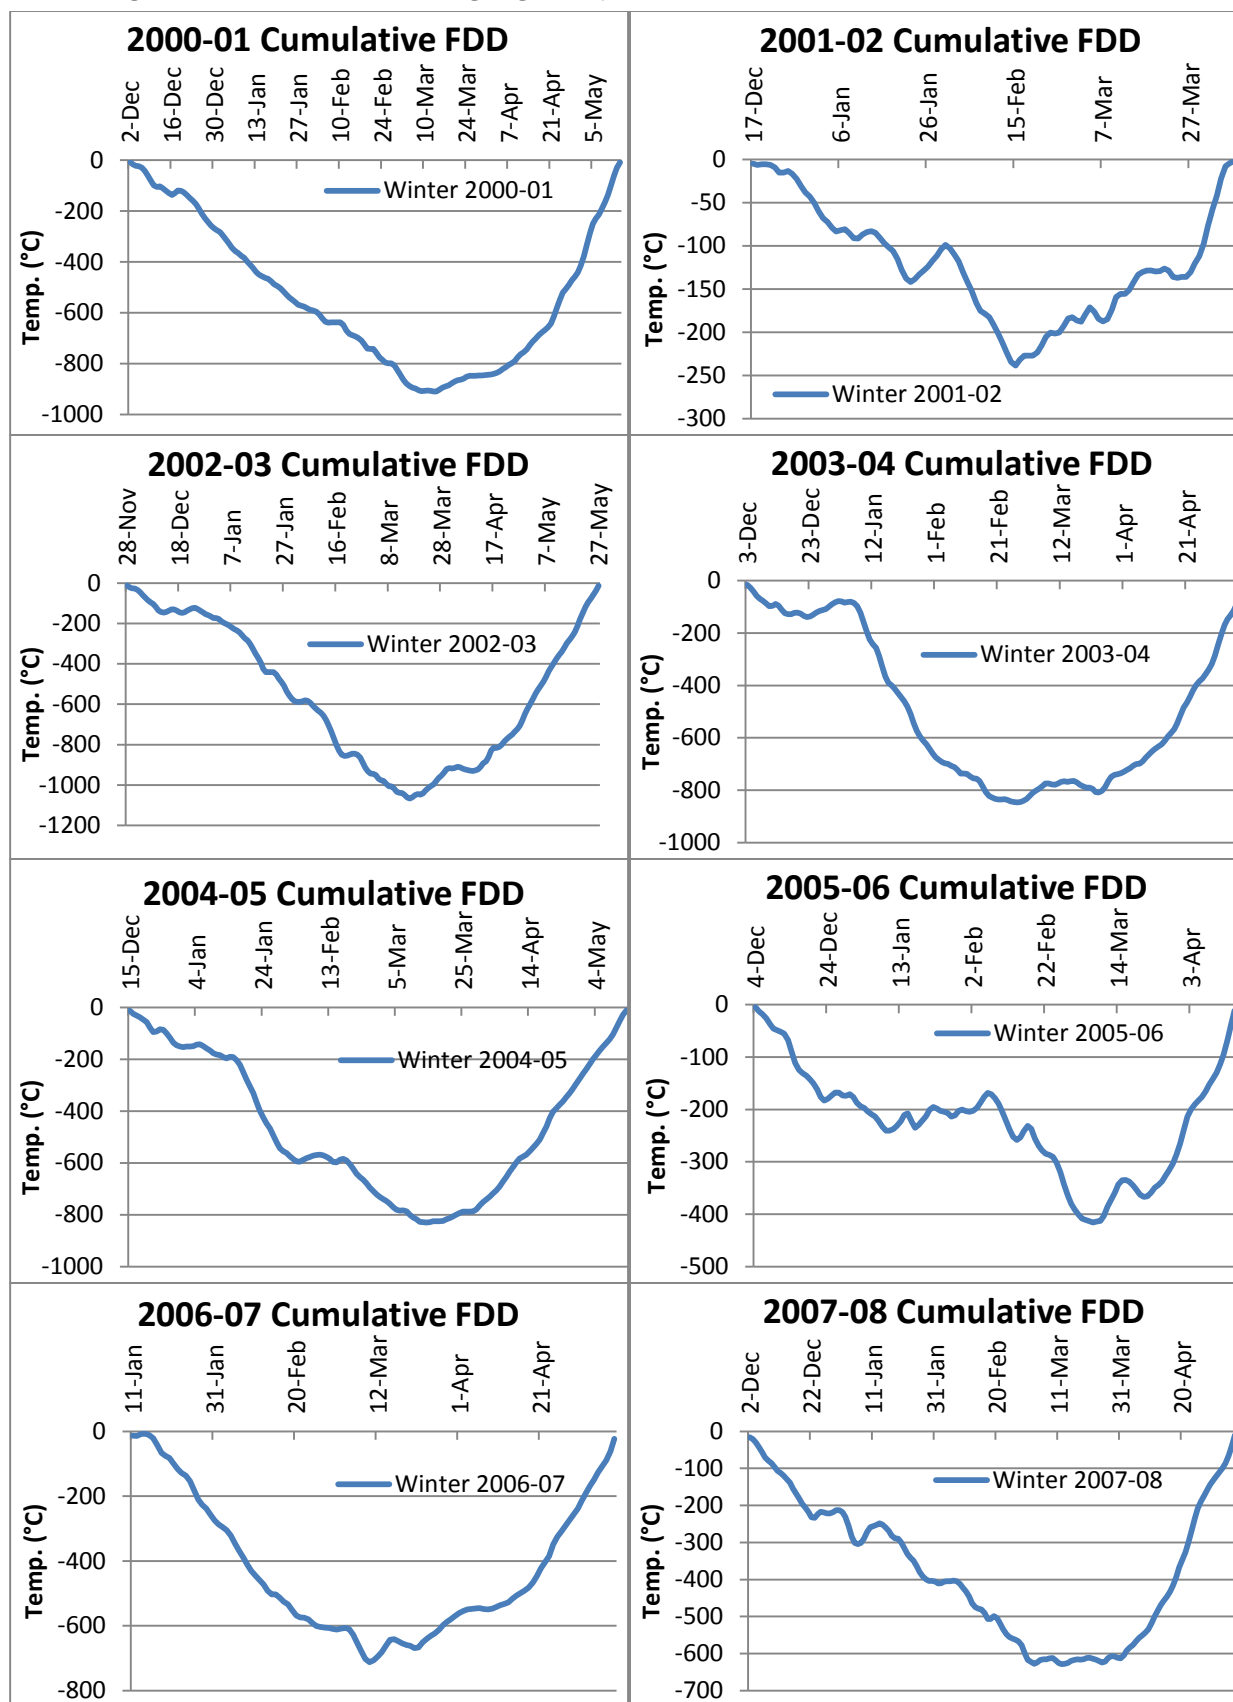 2000-01 Cumulative FDD
2-Dec
16-Dec
30-Dec
13-Jan
27-Jan
10-Feb
24-Feb
10-Mar
24-Mar
7-Apr
21-Apr
5-May
0
-200
-400
-600
-800
-1000
Temp. (°C)
Winter 2000-01
2001-02 Cumulative FDD
17-Dec
6-Jan
26-Jan
15-Feb
7-Mar
27-Mar
0
-50
-100
-150
-200
-250
-300
Temp. (°C)
Winter 2001-02
2002-03 Cumulative FDD
28-Nov
18-Dec
7-Jan
27-Jan
16-Feb
8-Mar
28-Mar
17-Apr
7-May
27-May
0
-200
-400
-600
-800
-1000
-1200
Temp. (°C)
Winter 2002-03
2003-04 Cumulative FDD
3-Dec
23-Dec
12-Jan
1-Feb
21-Feb
12-Mar
1-Apr
21-Apr
0
-200
-400
-600
-800
-1000
Temp. (°C)
Winter 2003-04
2004-05 Cumulative FDD
15-Dec
4-Jan
24-Jan
13-Feb
5-Mar
25-Mar
14-Apr
4-May
0
-200
-400
-600
-800
-1000
Temp. (°C)
Winter 2004-05
2005-06 Cumulative FDD
4-Dec
24-Dec
13-Jan
2-Feb
22-Feb
14-Mar
3-Apr
0
-100
-200
-300
-400
-500
Temp. (°C)
Winter 2005-06
2006-07 Cumulative FDD
11-Jan
31-Jan
20-Feb
12-Mar
1-Apr
21-Apr
0
-200
-400
-600
-800
Temp. (°C)
Winter 2006-07
2007-08 Cumulative FDD
2-Dec
22-Dec
11-Jan
31-Jan
20-Feb
11-Mar
31-Mar
20-Apr
0
-100
-200
-300
-400
-500
-600
-700
Temp. (°C)
Winter 2007-08